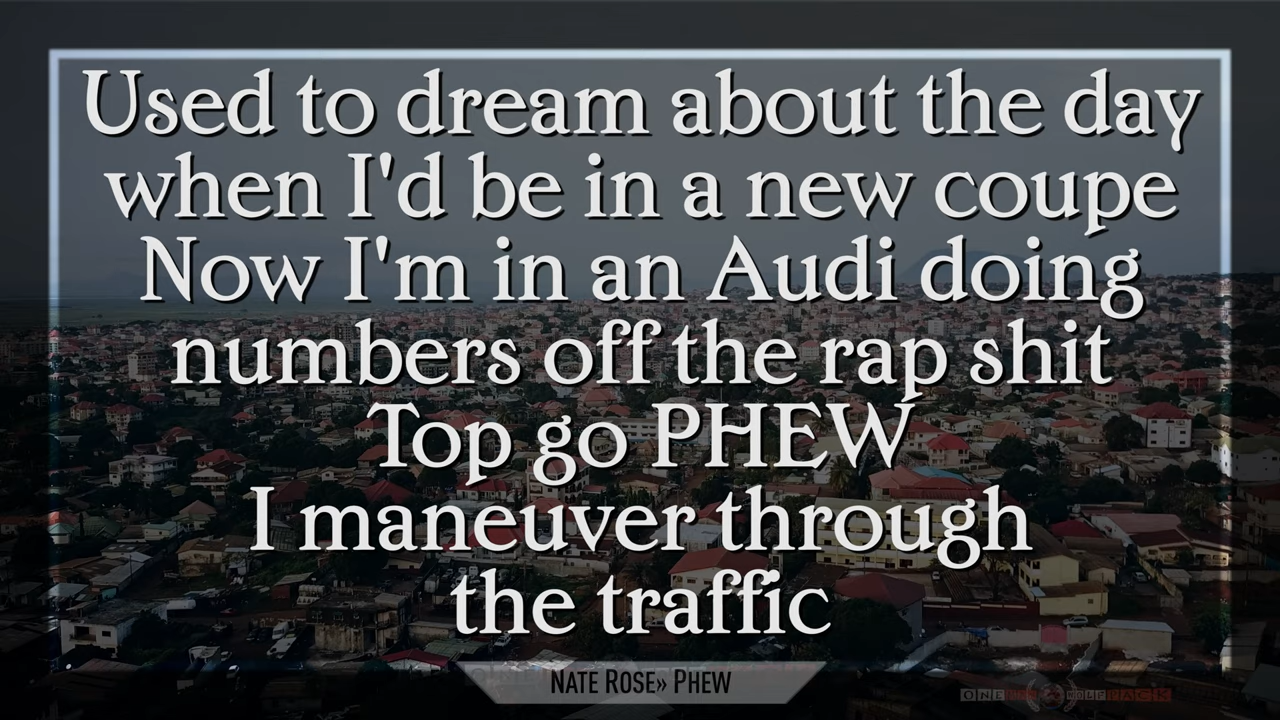 Used to dream about the day
when I'd be in a new coupe
Now I'm in an Audi doing
numbers off the rap shit
Top go PHEW
I maneuver through
the traffic
NATE ROSE» PHEW